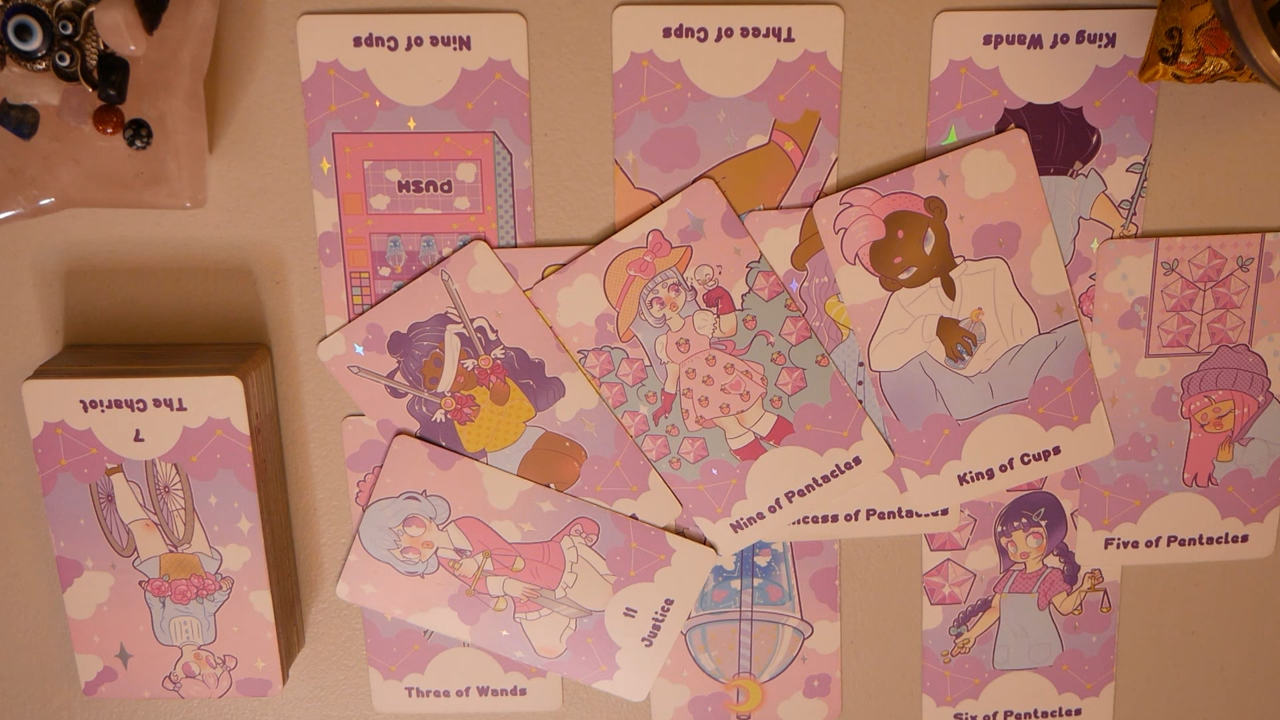 Nine of Cups
Three of Cups
King of Wands
PUSH
The Chariot
7
King of Cups
Nine of Pentacles
ncess of Pentacles
Five of Pentacles
11
Justice
Three of Wands
Six of Pentacles